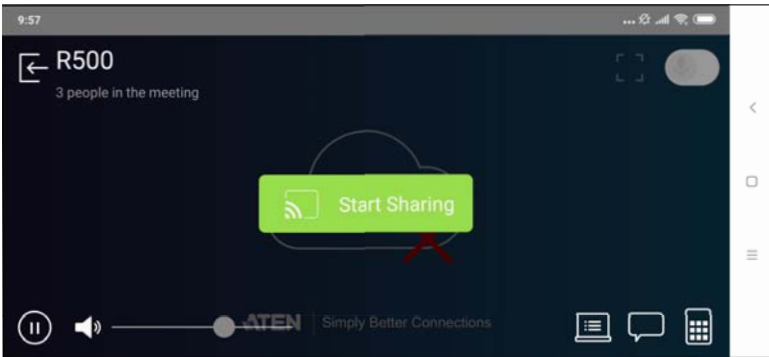 9:57
R500
3 people in the meeting
Start Sharing
ATEN Simply Better Connections